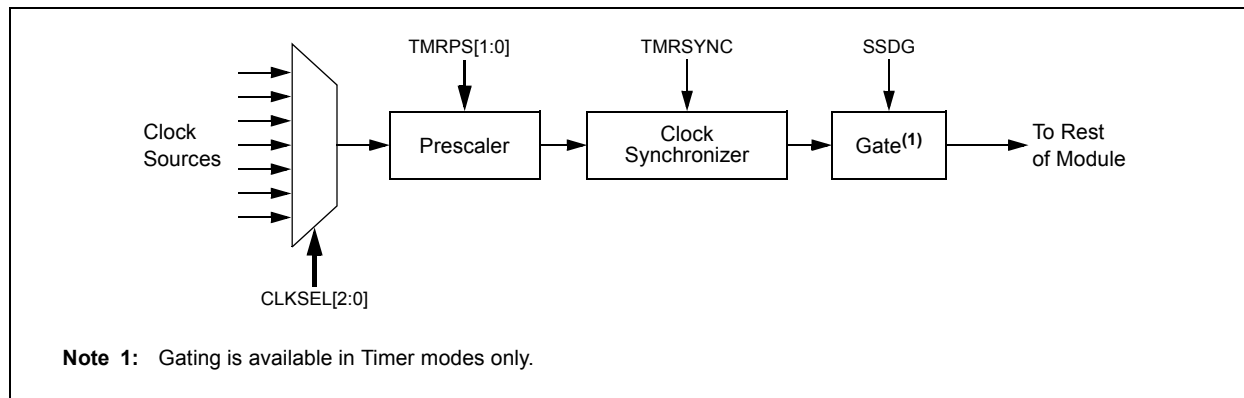 TMRPS[1:0]
TMRSYNC
SSDG
Clock
Sources
Prescaler
Clock
Synchronizer
Gate(1)
To Rest
of Module
CLKSEL[2:0]
Note 1: Gating is available in Timer modes only.